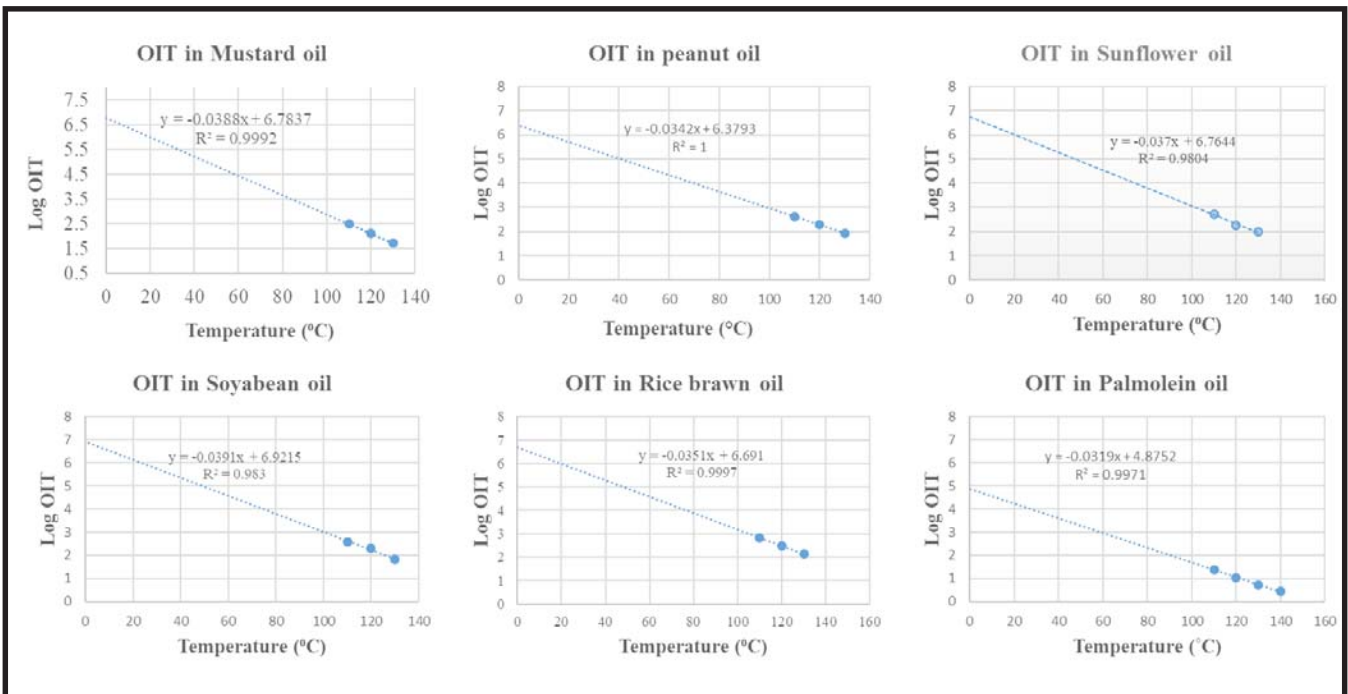 OIT in Mustard oil
7.5
6.5
5.5
4.5
3.5
2.5
1.5
0.5
Log OIT
y = -0.0388x + 6.7837
R² = 0.9992
0 20 40 60 80 100 120 140
Temperature (⁰C)
OIT in peanut oil
8
7
6
5
4
3
2
1
0
Log OIT
y = -0.0342x + 6.3793
R² = 1
0 20 40 60 80 100 120 140
Temperature (°C)
OIT in Sunflower oil
8
7
6
5
4
3
2
1
0
Log OIT
y = -0.037x + 6.7644
R² = 0.9804
0 20 40 60 80 100 120 140 160
Temperature (⁰C)
OIT in Soyabean oil
8
7
6
5
4
3
2
1
0
Log OIT
y = -0.0391x + 6.9215
R² = 0.983
0 20 40 60 80 100 120 140
Temperature (⁰C)
OIT in Rice brawn oil
8
7
6
5
4
3
2
1
0
Log OIT
y = -0.0351x + 6.691
R² = 0.9997
0 20 40 60 80 100 120 140 160
Temperature (⁰C)
OIT in Palmolein oil
8
7
6
5
4
3
2
1
0
Log OIT
y = -0.0319x + 4.8752
R² = 0.9971
0 20 40 60 80 100 120 140 160
Temperature (°C)